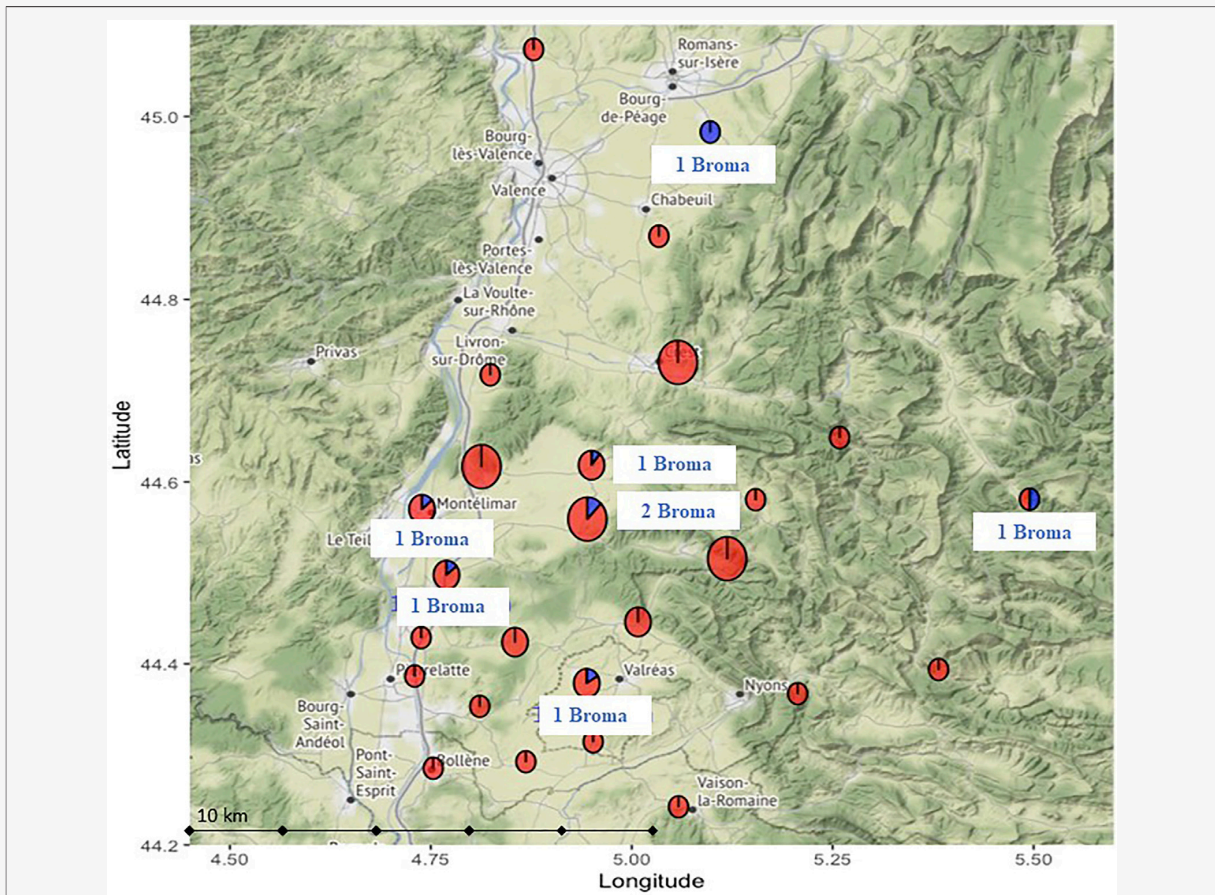 Romans-
sur-Isère
45.0
Bourg-
de-Péage
Bourg-
lès-Valence
1 Broma
Valence
Chabeuil
Portes-
lès-Valence
44.8
La Voulte-
sur-Rhône
Privas
Livron-
sur-Drôme
Latitude
as
1 Broma
44.6
Montélimar
2 Broma
Le Teil
1 Broma
1 Broma
1 Broma
44.4
Valréas
Nyons
Bourg-
Saint-
Andéol
1 Broma
Pont-
Saint-
Esprit
Bollène
Vaison-
la-Romaine
10 km
44.2
4.50
4.75
5.00
5.25
5.50
Longitude